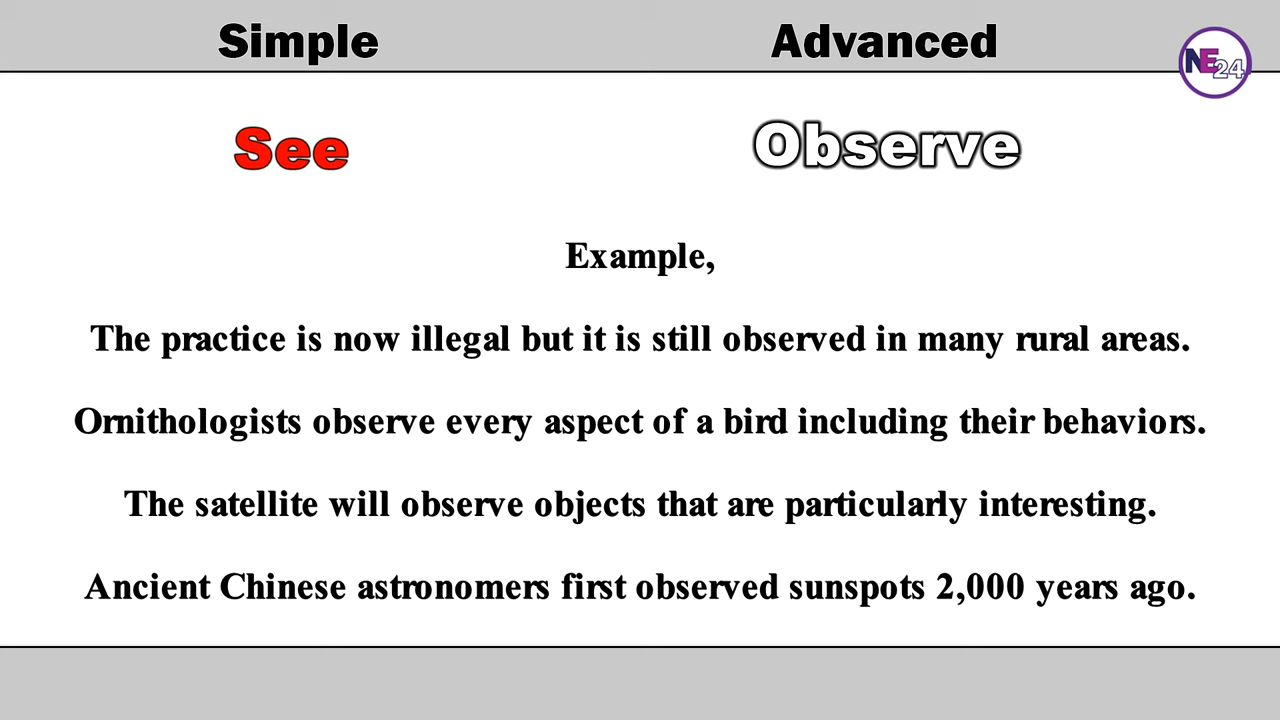 Simple Advanced
NE24
See Observe
Example,
The practice is now illegal but it is still observed in many rural areas.
Ornithologists observe every aspect of a bird including their behaviors.
The satellite will observe objects that are particularly interesting.
Ancient Chinese astronomers first observed sunspots 2,000 years ago.